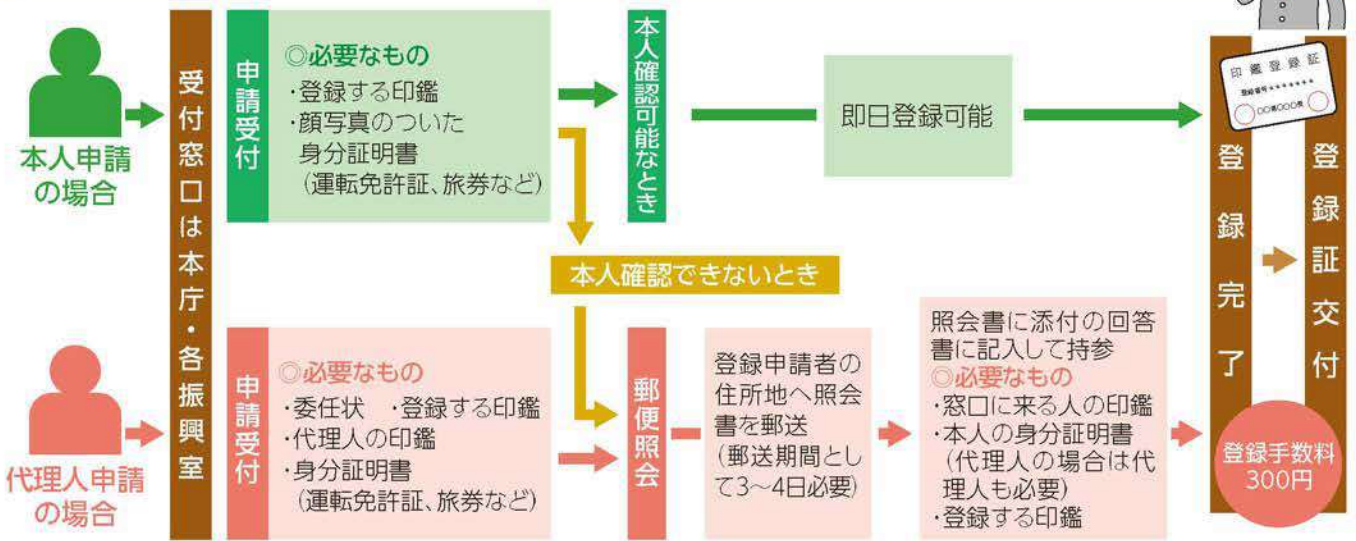 本人申請
の場合
代理人申請
の場合
受付窓口は本庁・各振興室
申請受付
◎必要なもの
・登録する印鑑
・顔写真のついた
身分証明書
(運転免許証、旅券など)
本人確認可能なとき
即日登録可能
本人確認できないとき
申請受付
◎必要なもの
・委任状 ・登録する印鑑
・代理人の印鑑
・身分証明書
(運転免許証、旅券など)
郵便照会
登録申請者の
住所地へ照会
書を郵送
(郵送期間とし
て3～4日必要)
照会書に添付の回答
書に記入して持参
◎必要なもの
・窓口に来る人の印鑑
・本人の身分証明書
(代理人の場合は代
理人も必要)
・登録する印鑑
印鑑登録証
登録番号*******
登録完了
登録証交付
登録手数料
300円